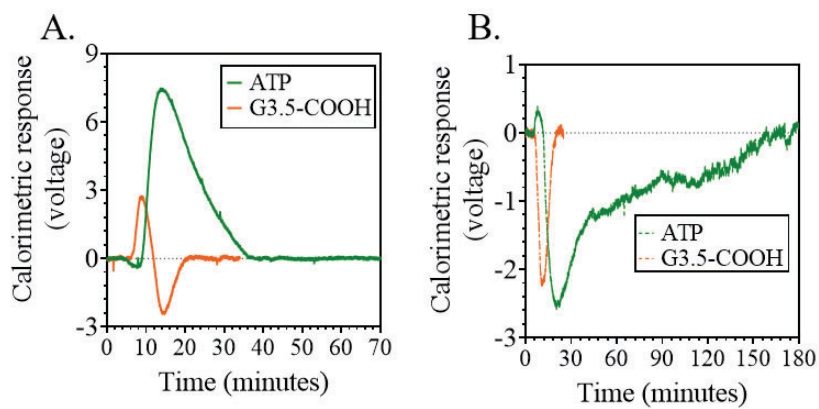 A.
Calorimetric response
(voltage)
9
6
3
0
-3
ATP
G3.5-COOH
0 10 20 30 40 50 60 70
Time (minutes)
B.
Calorimetric response
(voltage)
1
0
-1
-2
-3
ATP
G3.5-COOH
0 30 60 90 120 150 180
Time (minutes)